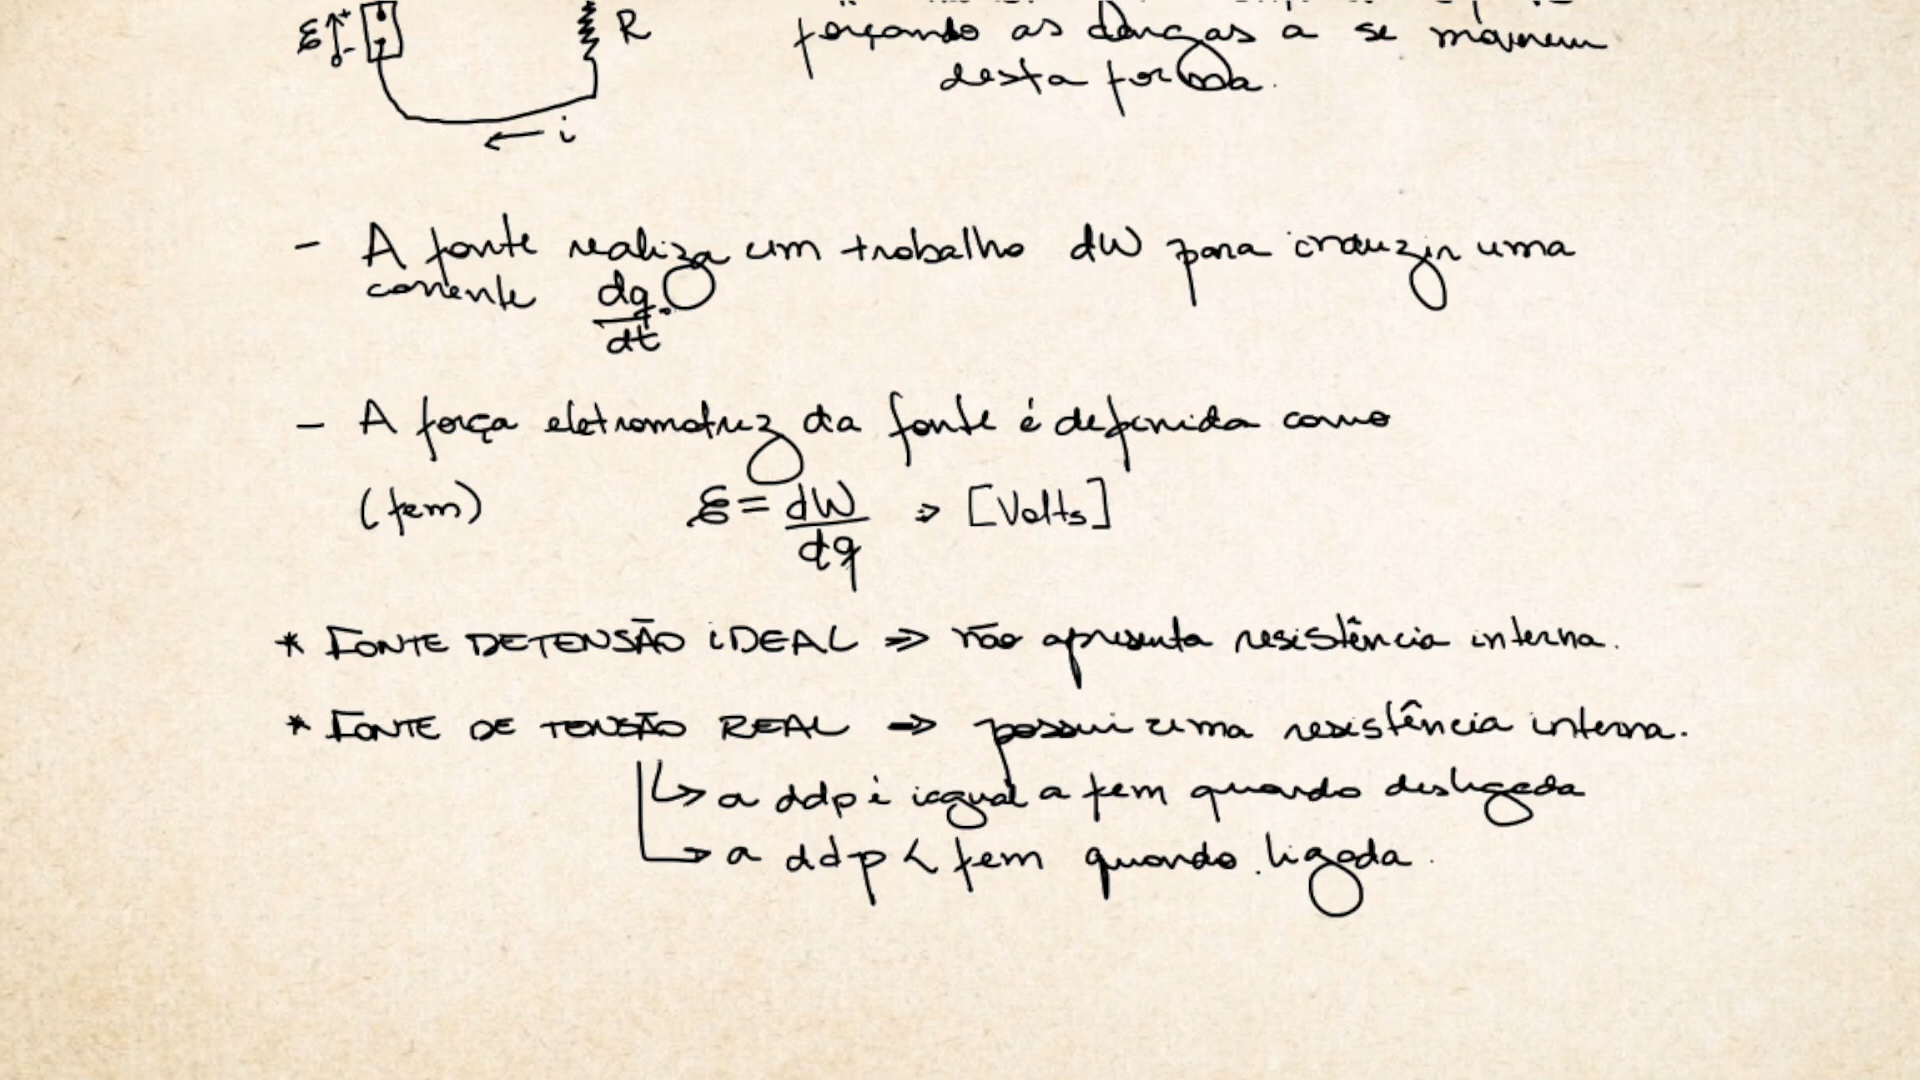 ℰ + - R
forçando as cargas a se moverem
desta forma.
← i
- A fonte realiza um trabalho dW para induzir uma
corrente dq/dt.
- A força eletromotriz da fonte é definida como
(fem) ℰ = dW/dq → [Volts]
* FONTE DE TENSÃO IDEAL ⇒ não apresenta resistência interna.
* FONTE DE TENSÃO REAL ⇒ possui uma resistência interna.
↳ a ddp é igual a fem quando desligada
↳ a ddp < fem quando ligada.